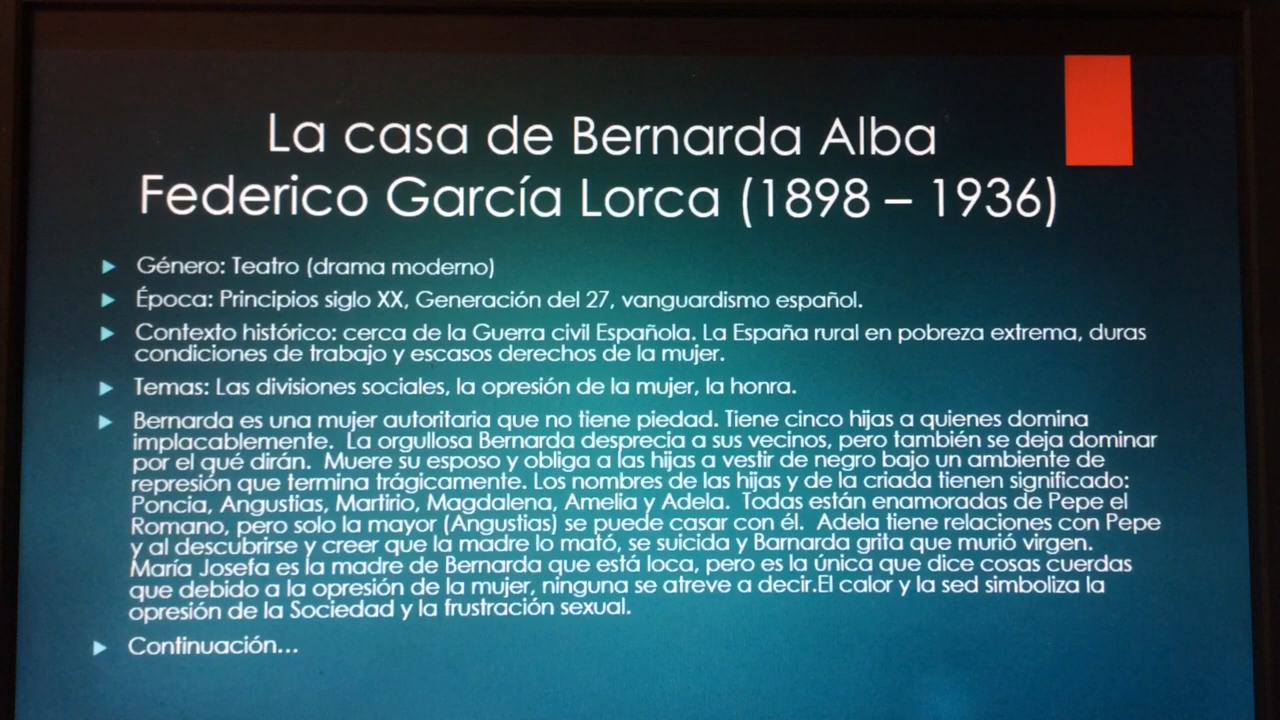 La casa de Bernarda Alba
Federico García Lorca (1898 – 1936)
Género: Teatro (drama moderno)
Época: Principios siglo XX, Generación del 27, vanguardismo español.
Contexto histórico: cerca de la Guerra civil Española. La España rural en pobreza extrema, duras
condiciones de trabajo y escasos derechos de la mujer.
Temas: Las divisiones sociales, la opresión de la mujer, la honra.
Bernarda es una mujer autoritaria que no tiene piedad. Tiene cinco hijas a quienes domina
implacablemente.  La orgullosa Bernarda desprecia a sus vecinos, pero también se deja dominar
por el qué dirán.  Muere su esposo y obliga a las hijas a vestir de negro bajo un ambiente de
represión que termina trágicamente. Los nombres de las hijas y de la criada tienen significado:
Poncia, Angustias, Martirio, Magdalena, Amelia y Adela.  Todas están enamoradas de Pepe el
Romano, pero solo la mayor (Angustias) se puede casar con él.  Adela tiene relaciones con Pepe
y al descubrirse y creer que la madre lo mató, se suicida y Barnarda grita que murió virgen.
María Josefa es la madre de Bernarda que está loca, pero es la única que dice cosas cuerdas
que debido a la opresión de la mujer, ninguna se atreve a decir.El calor y la sed simboliza la
opresión de la Sociedad y la frustración sexual.
Continuación...